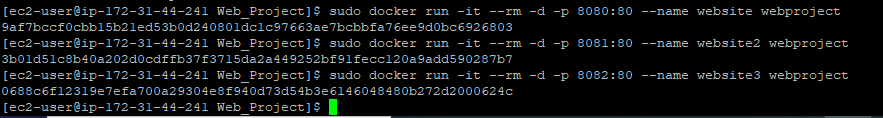 [ec2-user@ip-172-31-44-241 Web_Project]$ sudo docker run -it --rm -d -p 8080:80 --name website webproject
9af7bccf0cbb15b21ed53b0d240801dc1c97663ae7bcbbfa76ee9d0bc6926803
[ec2-user@ip-172-31-44-241 Web_Project]$ sudo docker run -it --rm -d -p 8081:80 --name website2 webproject
3b01d51c8b40a202d0cdffb37f3715da2a449252bf91fecc120a9add590287b7
[ec2-user@ip-172-31-44-241 Web_Project]$ sudo docker run -it --rm -d -p 8082:80 --name website3 webproject
0688c6f12319e7efa700a29304e8f940d73d54b3e6146048480b272d2000624c
[ec2-user@ip-172-31-44-241 Web_Project]$